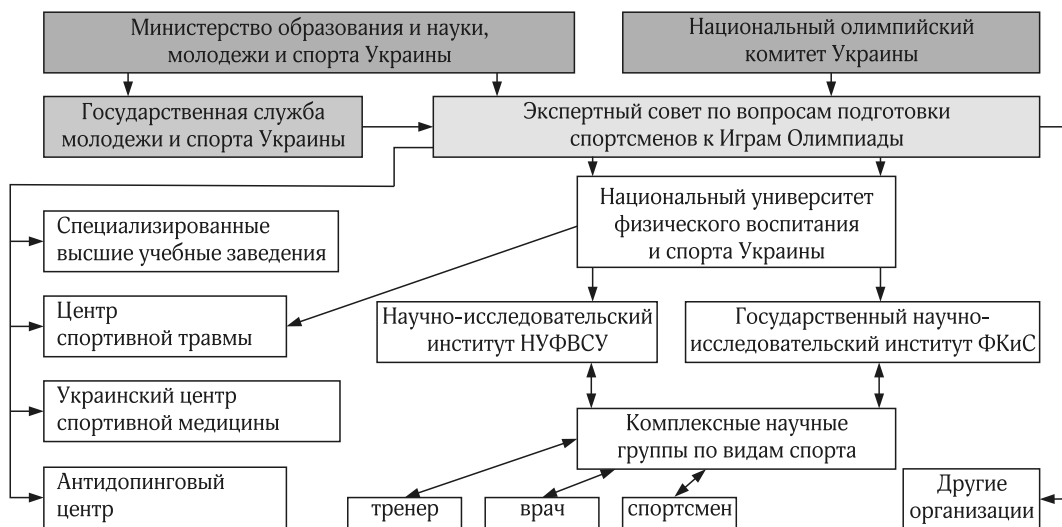 Министерство образования и науки,
молодежи и спорта Украины
Национальный олимпийский
комитет Украины
Государственная служба
молодежи и спорта Украины
Экспертный совет по вопросам подготовки
спортсменов к Играм Олимпиады
Национальный университет
физического воспитания
и спорта Украины
Специализированные
высшие учебные заведения
Центр
спортивной травмы
Научно-исследовательский
институт НУФВСУ
Государственный научно-
исследовательский институт ФКиС
Украинский центр
спортивной медицины
Комплексные научные
группы по видам спорта
Антидопинговый
центр
тренер
врач
спортсмен
Другие
организации